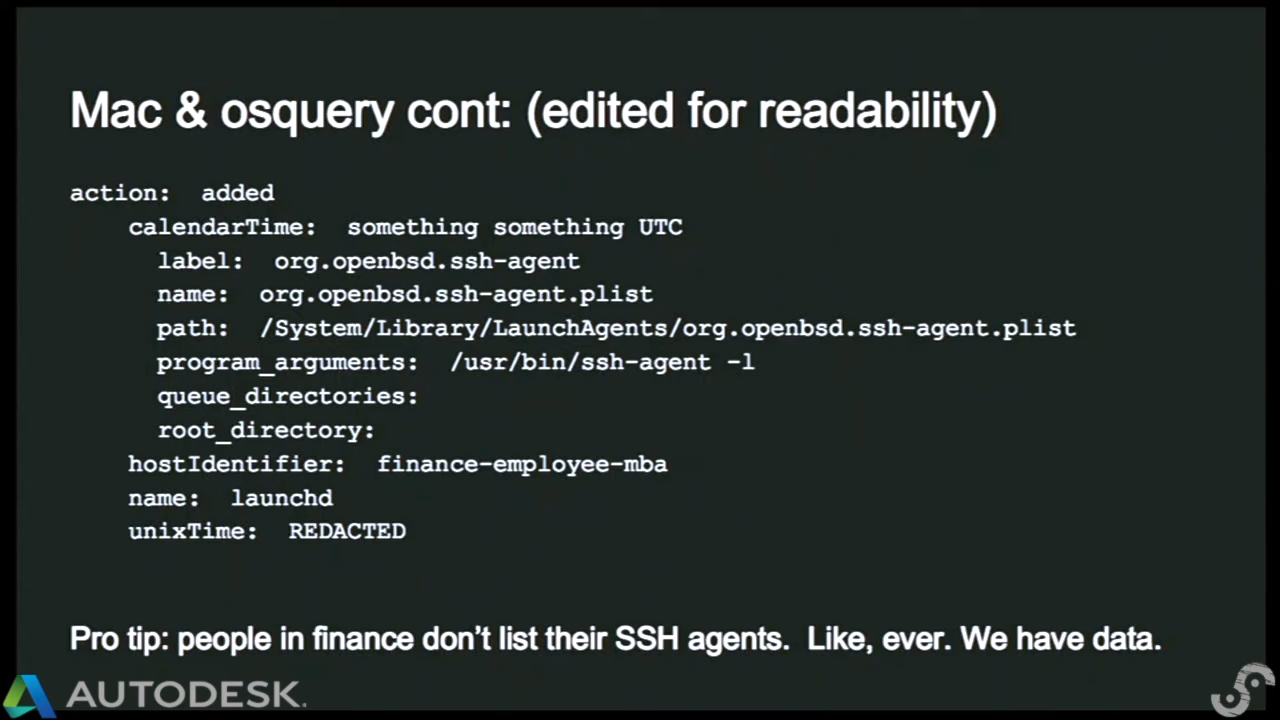 Mac & osquery cont: (edited for readability)
action: added
calendarTime: something something UTC
label: org.openbsd.ssh-agent
name: org.openbsd.ssh-agent.plist
path: /System/Library/LaunchAgents/org.openbsd.ssh-agent.plist
program_arguments: /usr/bin/ssh-agent -l
queue_directories:
root_directory:
hostIdentifier: finance-employee-mba
name: launchd
unixTime: REDACTED
Pro tip: people in finance don't list their SSH agents. Like, ever. We have data.
AUTODESK.